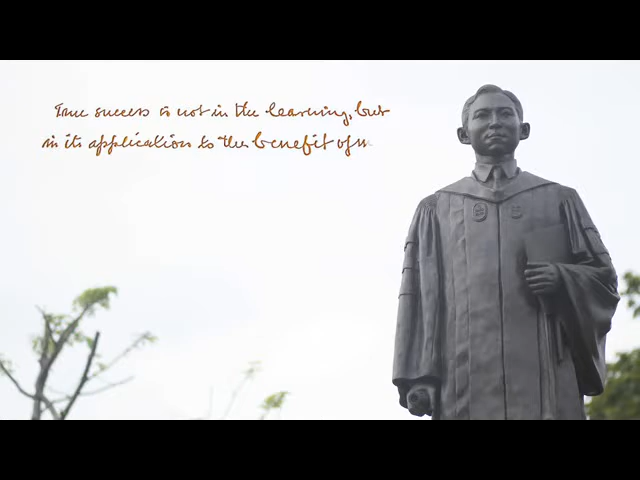 True success is not in the learning, but
in its application to the benefit of m